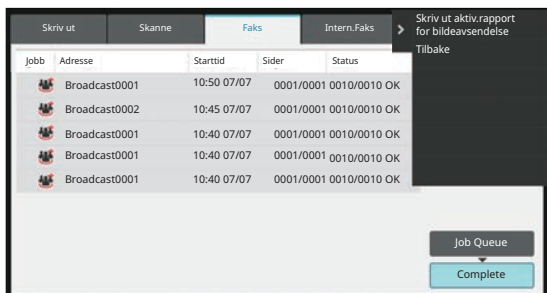 Skriv ut Skanne Faks Intern.Faks
Skriv ut aktiv.rapport
for bildeavsendelse
Tilbake
Jobb Adresse Starttid Sider Status
Broadcast0001 10:50 07/07 0001/0001 0010/0010 OK
Broadcast0002 10:45 07/07 0001/0001 0010/0010 OK
Broadcast0001 10:40 07/07 0001/0001 0010/0010 OK
Broadcast0001 10:40 07/07 0001/0001 0010/0010 OK
Broadcast0001 10:40 07/07 0001/0001 0010/0010 OK
Job Queue
Complete